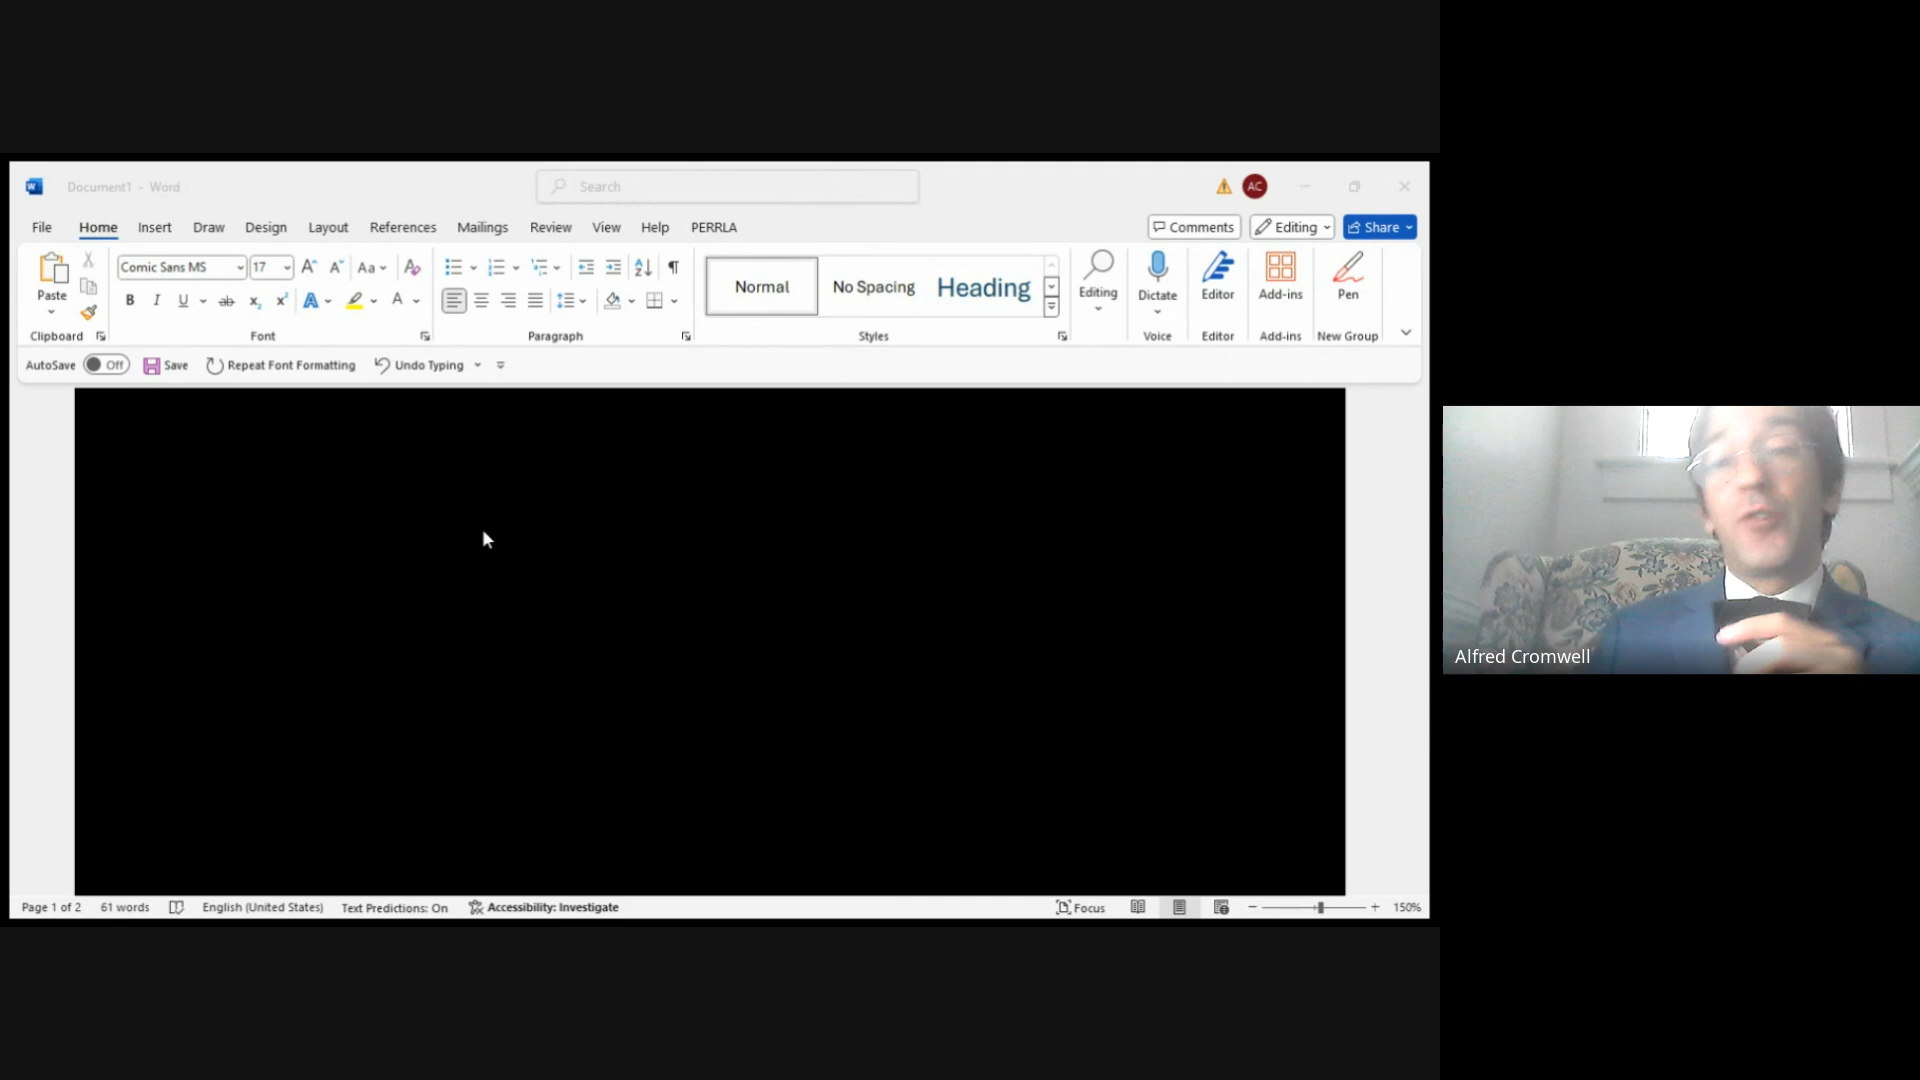 Document1 - Word
Search
AC
File Home Insert Draw Design Layout References Mailings Review View Help PERRLA
Comments Editing Share
Paste
Clipboard
Comic Sans MS 17
Font
Paragraph
Normal No Spacing Heading
Styles
Editing
Dictate
Voice
Editor
Editor
Add-ins
Add-ins
Pen
New Group
AutoSave Off Save Repeat Font Formatting Undo Typing
Page 1 of 2 61 words English (United States) Text Predictions: On Accessibility: Investigate Focus 150%
Alfred Cromwell